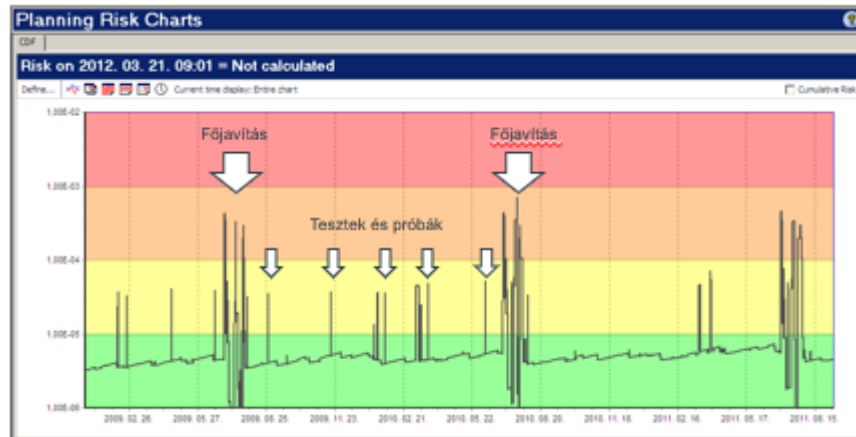 Planning Risk Charts
CDF
Risk on 2012. 03. 21. 09:01 = Not calculated
Define... Current time display: Entire chart Cumulative Risk
1,00E-02
Főjavítás Főjavítás
1,00E-03
Tesztek és próbák
1,00E-04
1,00E-05
1,00E-06
2009. 02. 26. 2009. 05. 27. 2009. 08. 25. 2009. 11. 23. 2010. 02. 21. 2010. 05. 22. 2010. 08. 20. 2010. 11. 18. 2011. 02. 16. 2011. 05. 17. 2011. 08. 15.